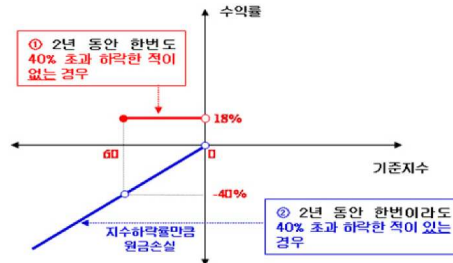 수익률
① 2년 동안 한번도
40% 초과 하락한 적이
없는 경우
18%
60
0
기준지수
-40%
지수하락률만큼
원금손실
② 2년 동안 한번이라도
40% 초과 하락한 적이 있는
경우